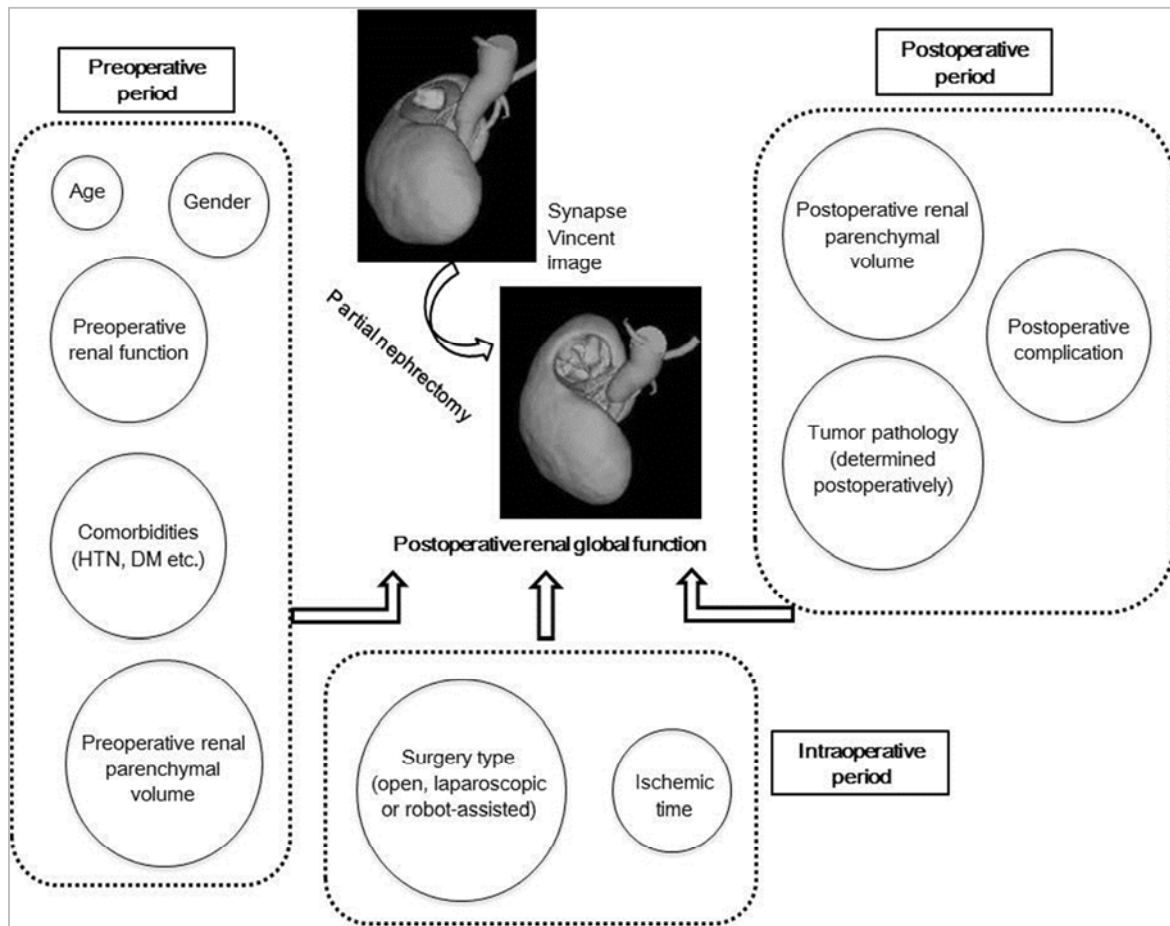 Preoperative
period
Age
Gender
Preoperative
renal function
Comorbidities
(HTN, DM etc.)
Preoperative renal
parenchymal
volume
Synapse
Vincent
image
Partial nephrectomy
Postoperative renal global function
Postoperative
period
Postoperative renal
parenchymal
volume
Postoperative
complication
Tumor pathology
(determined
postoperatively)
Surgery type
(open, laparoscopic
or robot-assisted)
Ischemic
time
Intraoperative
period